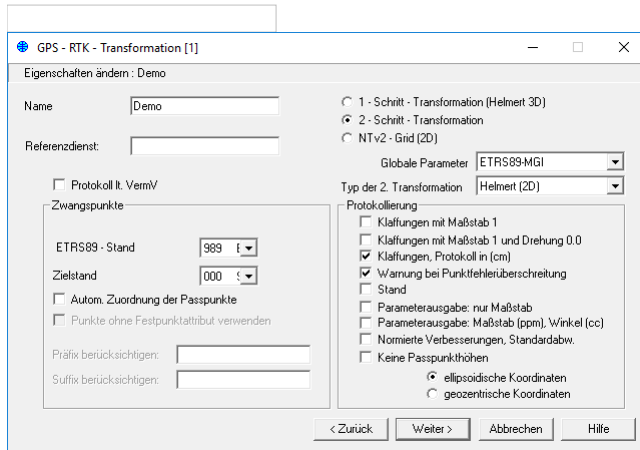 GPS - RTK - Transformation [1]
Eigenschaften ändern : Demo
Name
Demo
Referenzdienst:
1 - Schritt - Transformation (Helmert 3D)
2 - Schritt - Transformation
NTv2 - Grid (2D)
Globale Parameter
ETRS89-MGI
Protokoll lt. VermV
Typ der 2. Transformation
Helmert (2D)
Zwangspunkte
ETRS89 - Stand
989
Zielstand
000
Autom. Zuordnung der Passpunkte
Punkte ohne Festpunktattribut verwenden
Präfix berücksichtigen:
Suffix berücksichtigen:
Protokollierung
Klaffungen mit Maßstab 1
Klaffungen mit Maßstab 1 und Drehung 0.0
Klaffungen, Protokoll in (cm)
Warnung bei Punktfehlerüberschreitung
Stand
Parameterausgabe: nur Maßstab
Parameterausgabe: Maßstab (ppm), Winkel (cc)
Normierte Verbesserungen, Standardabw.
Keine Passpunkthöhen
ellipsoidische Koordinaten
geozentrische Koordinaten
< Zurück
Weiter >
Abbrechen
Hilfe